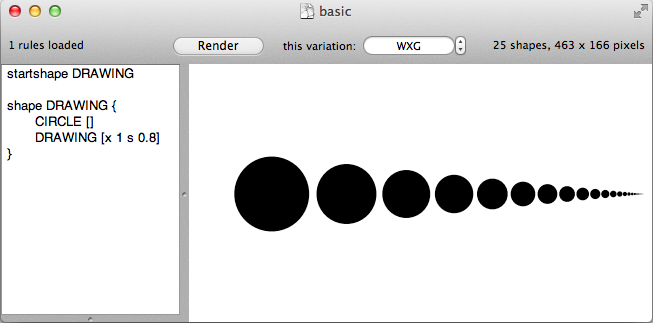 basic
1 rules loaded
Render
this variation:
WXG
25 shapes, 463 x 166 pixels
startshape DRAWING
shape DRAWING {
CIRCLE []
DRAWING [x 1 s 0.8]
}